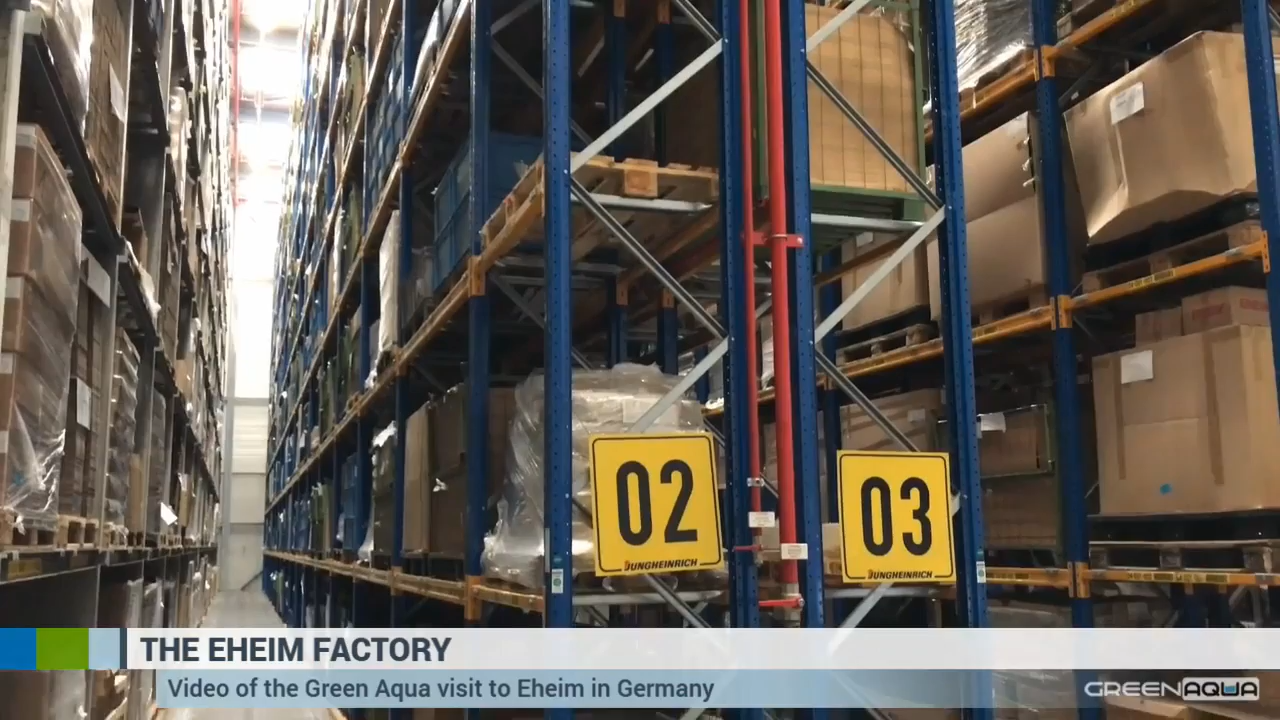 02
JUNGHEINRICH
03
JUNGHEINRICH
THE EHEIM FACTORY
Video of the Green Aqua visit to Eheim in Germany
GREENAQUA